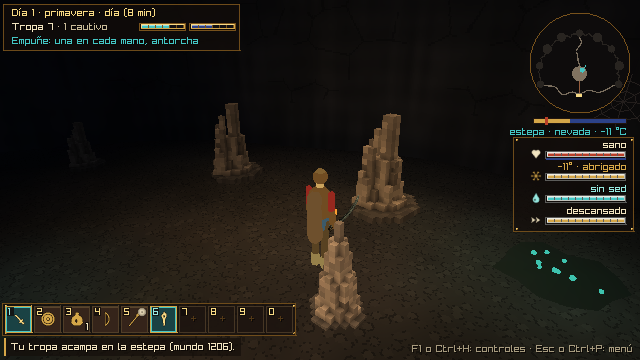 Día 1 · primavera · día (8 min)
Tropa 7 · 1 cautivo
Empuñe: una en cada mano, antorcha
estepa · nevada · -11 °C
sano
-11° · abrigado
sin sed
descansado
1 2 3 4 5 6 7 8 9 0
1
Tu tropa acampa en la estepa (mundo 1206).
F1 o Ctrl+H: controles · Esc o Ctrl+P: menú